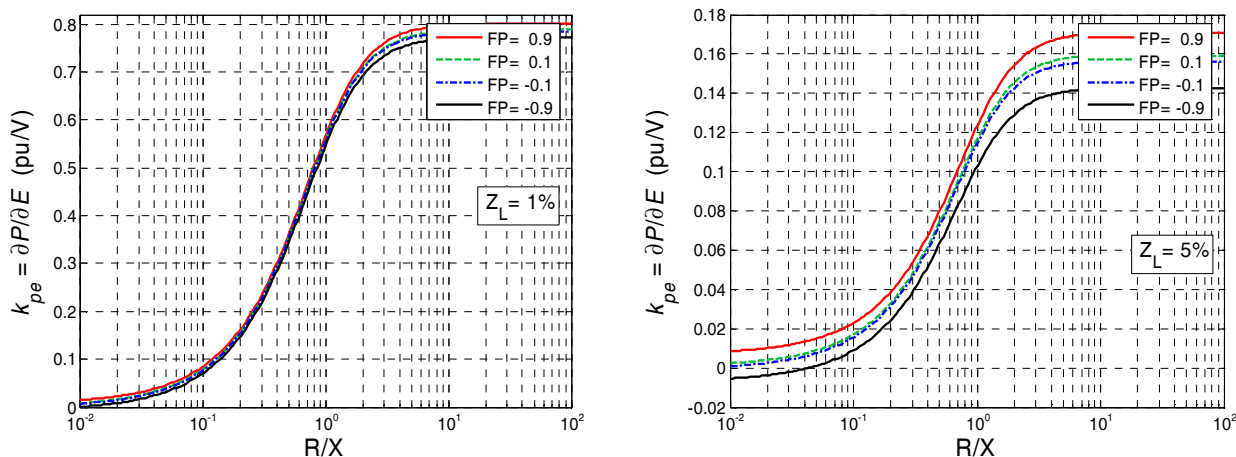 k_pe = ∂P/∂E (pu/V)
0.8
0.7
0.6
0.5
0.4
0.3
0.2
0.1
0
10^-2 10^-1 10^0 10^1 10^2
R/X
FP= 0.9
FP= 0.1
FP= -0.1
FP= -0.9
Z_L= 1%
k_pe = ∂P/∂E (pu/V)
0.18
0.16
0.14
0.12
0.10
0.08
0.06
0.04
0.02
0
-0.02
10^-2 10^-1 10^0 10^1 10^2
R/X
FP= 0.9
FP= 0.1
FP= -0.1
FP= -0.9
Z_L= 5%